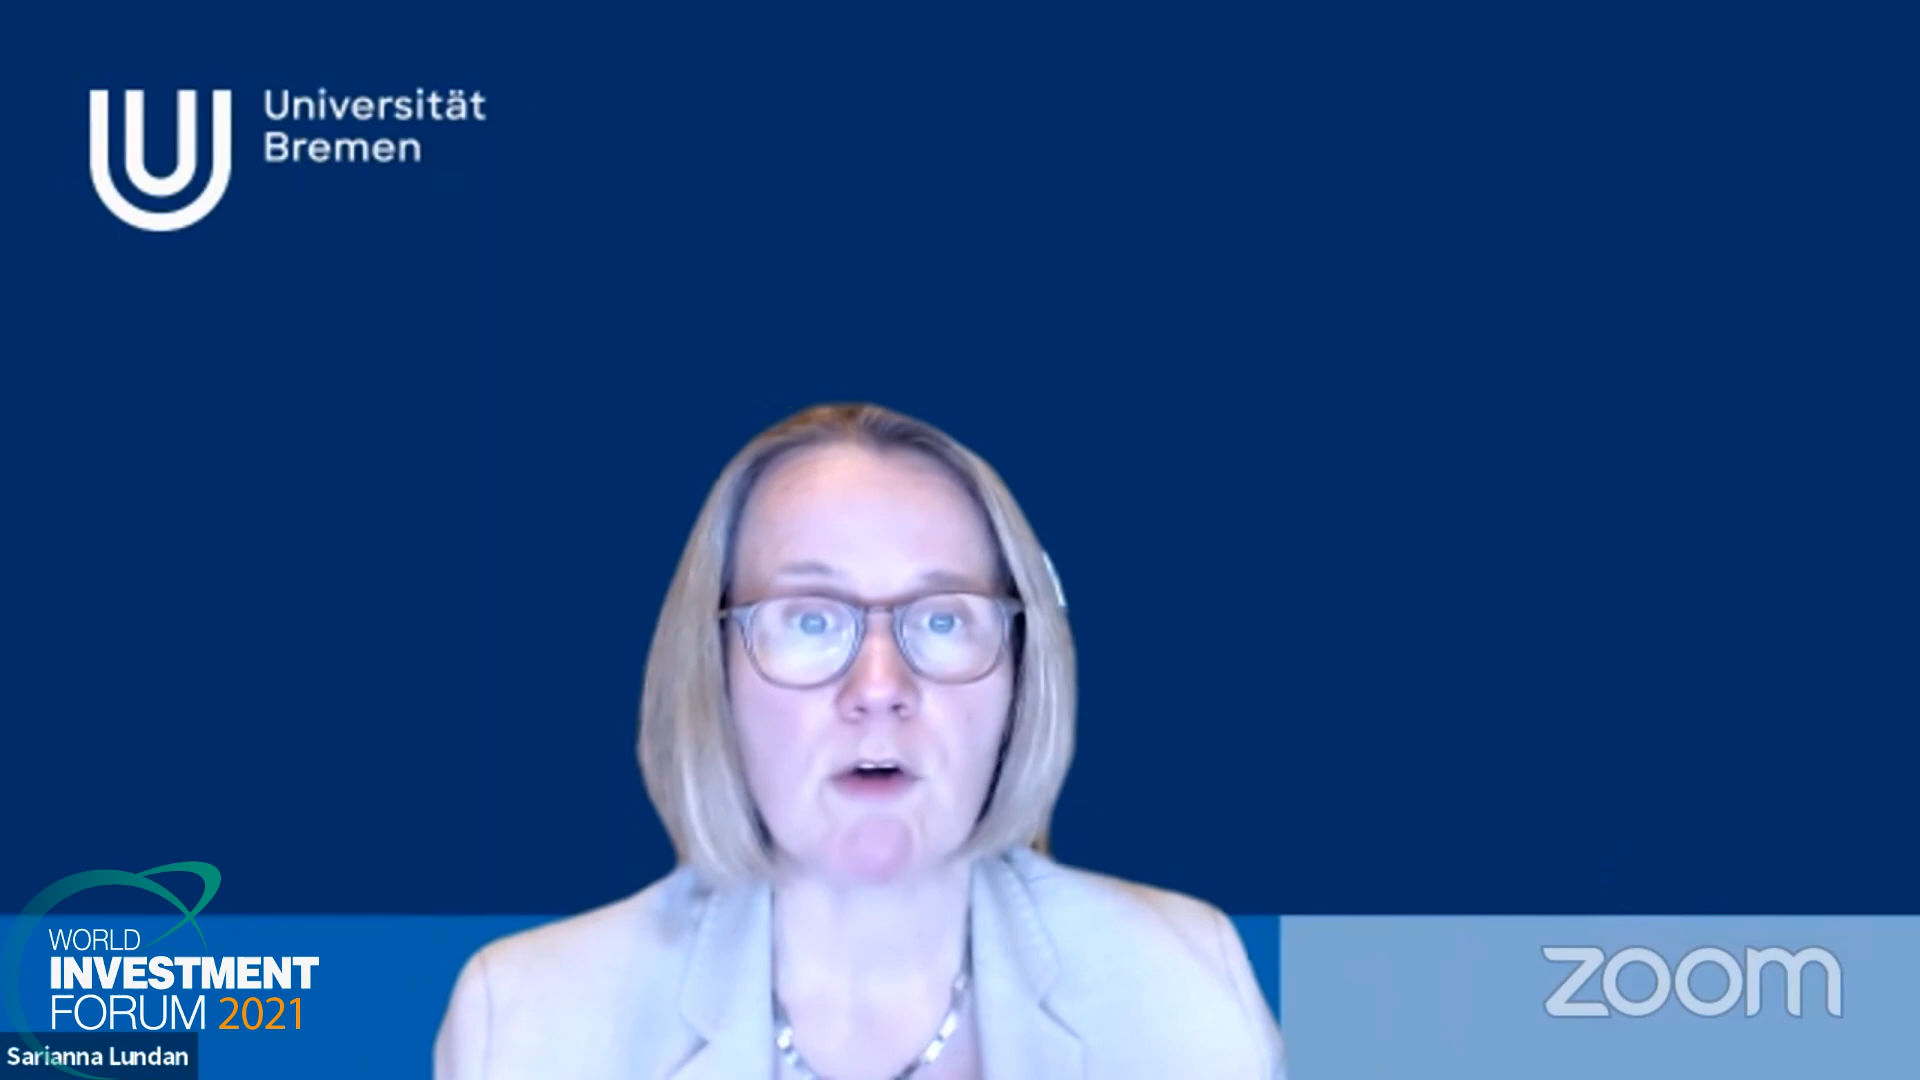 Universität
Bremen
WORLD
INVESTMENT
FORUM 2021
Sarianna Lundan
zoom